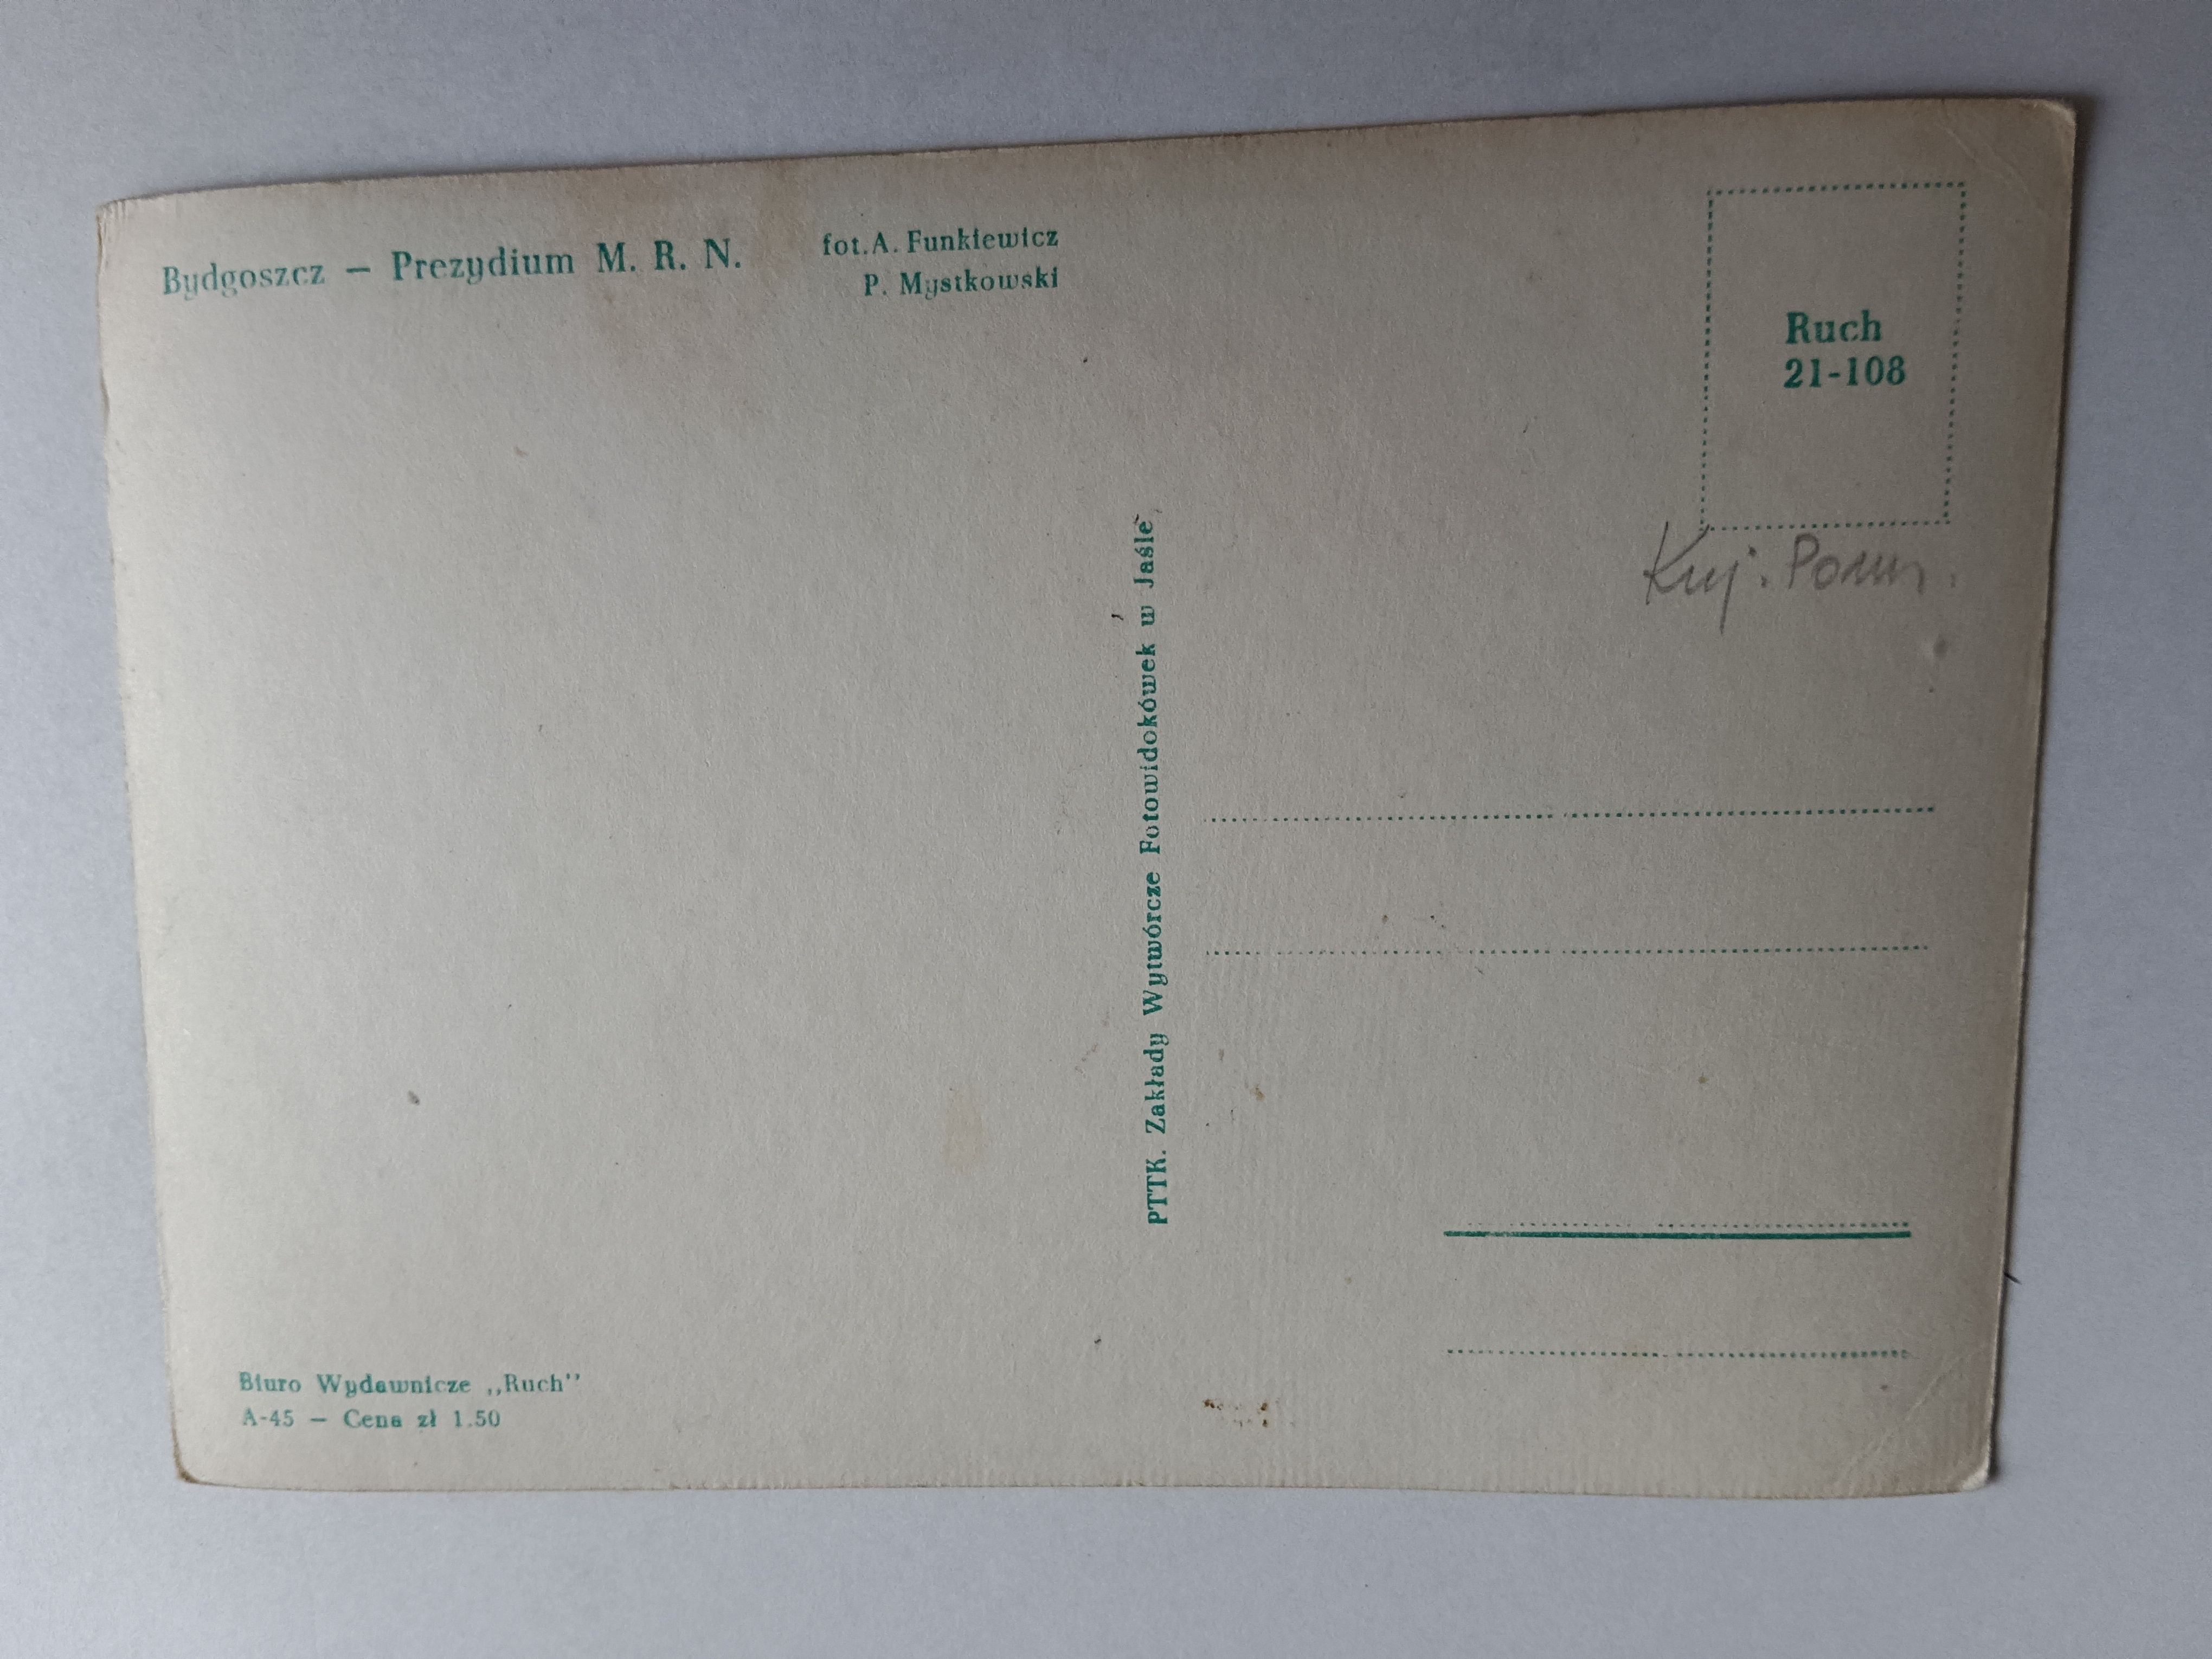 Bydgoszcz — Prezydium M. R. N.
fot. A. Funkiewicz
P. Mystkowski
Ruch
21-108
Kuj. Pomr.
PTTK. Zakłady Wytwórcze Fotowidokówek w Jaśle
Biuro Wydawnicze „Ruch”
A-45 — Cena zł 1.50